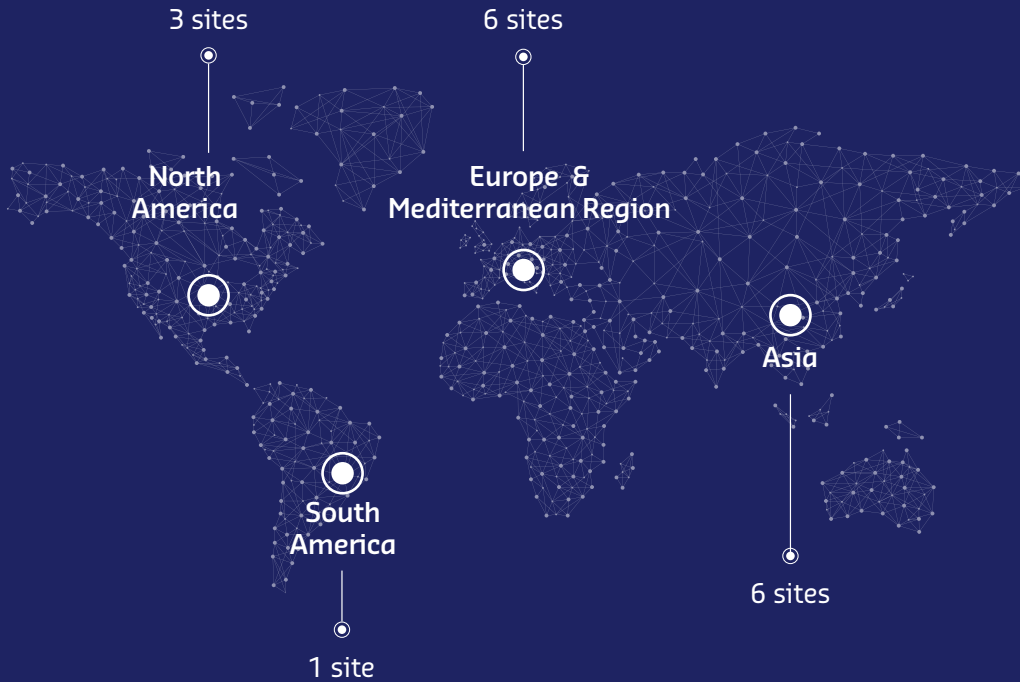 3 sites
6 sites
North
America
Europe &
Mediterranean Region
Asia
South
America
6 sites
1 site